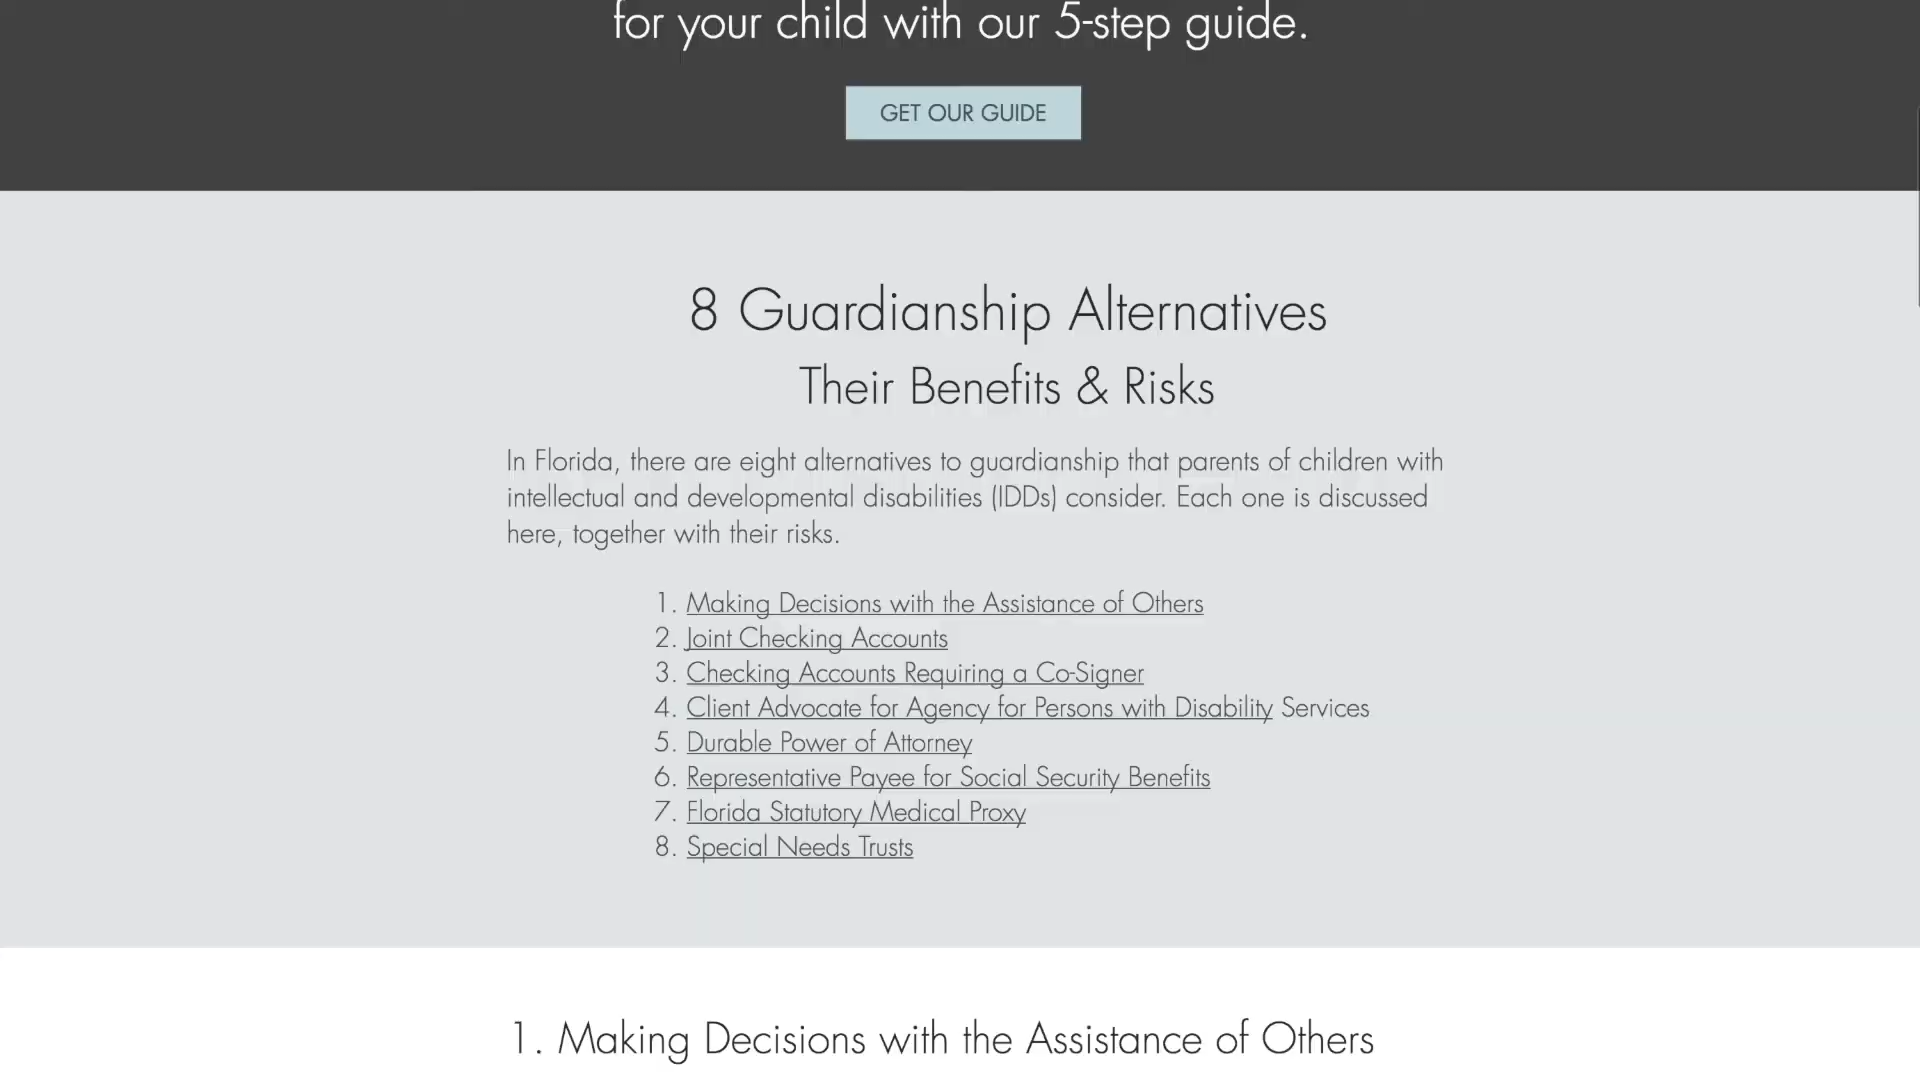 for your child with our 5-step guide.
GET OUR GUIDE
8 Guardianship Alternatives
Their Benefits & Risks
In Florida, there are eight alternatives to guardianship that parents of children with
intellectual and developmental disabilities (IDDs) consider. Each one is discussed
here, together with their risks.
1. Making Decisions with the Assistance of Others
2. Joint Checking Accounts
3. Checking Accounts Requiring a Co-Signer
4. Client Advocate for Agency for Persons with Disability Services
5. Durable Power of Attorney
6. Representative Payee for Social Security Benefits
7. Florida Statutory Medical Proxy
8. Special Needs Trusts
1. Making Decisions with the Assistance of Others